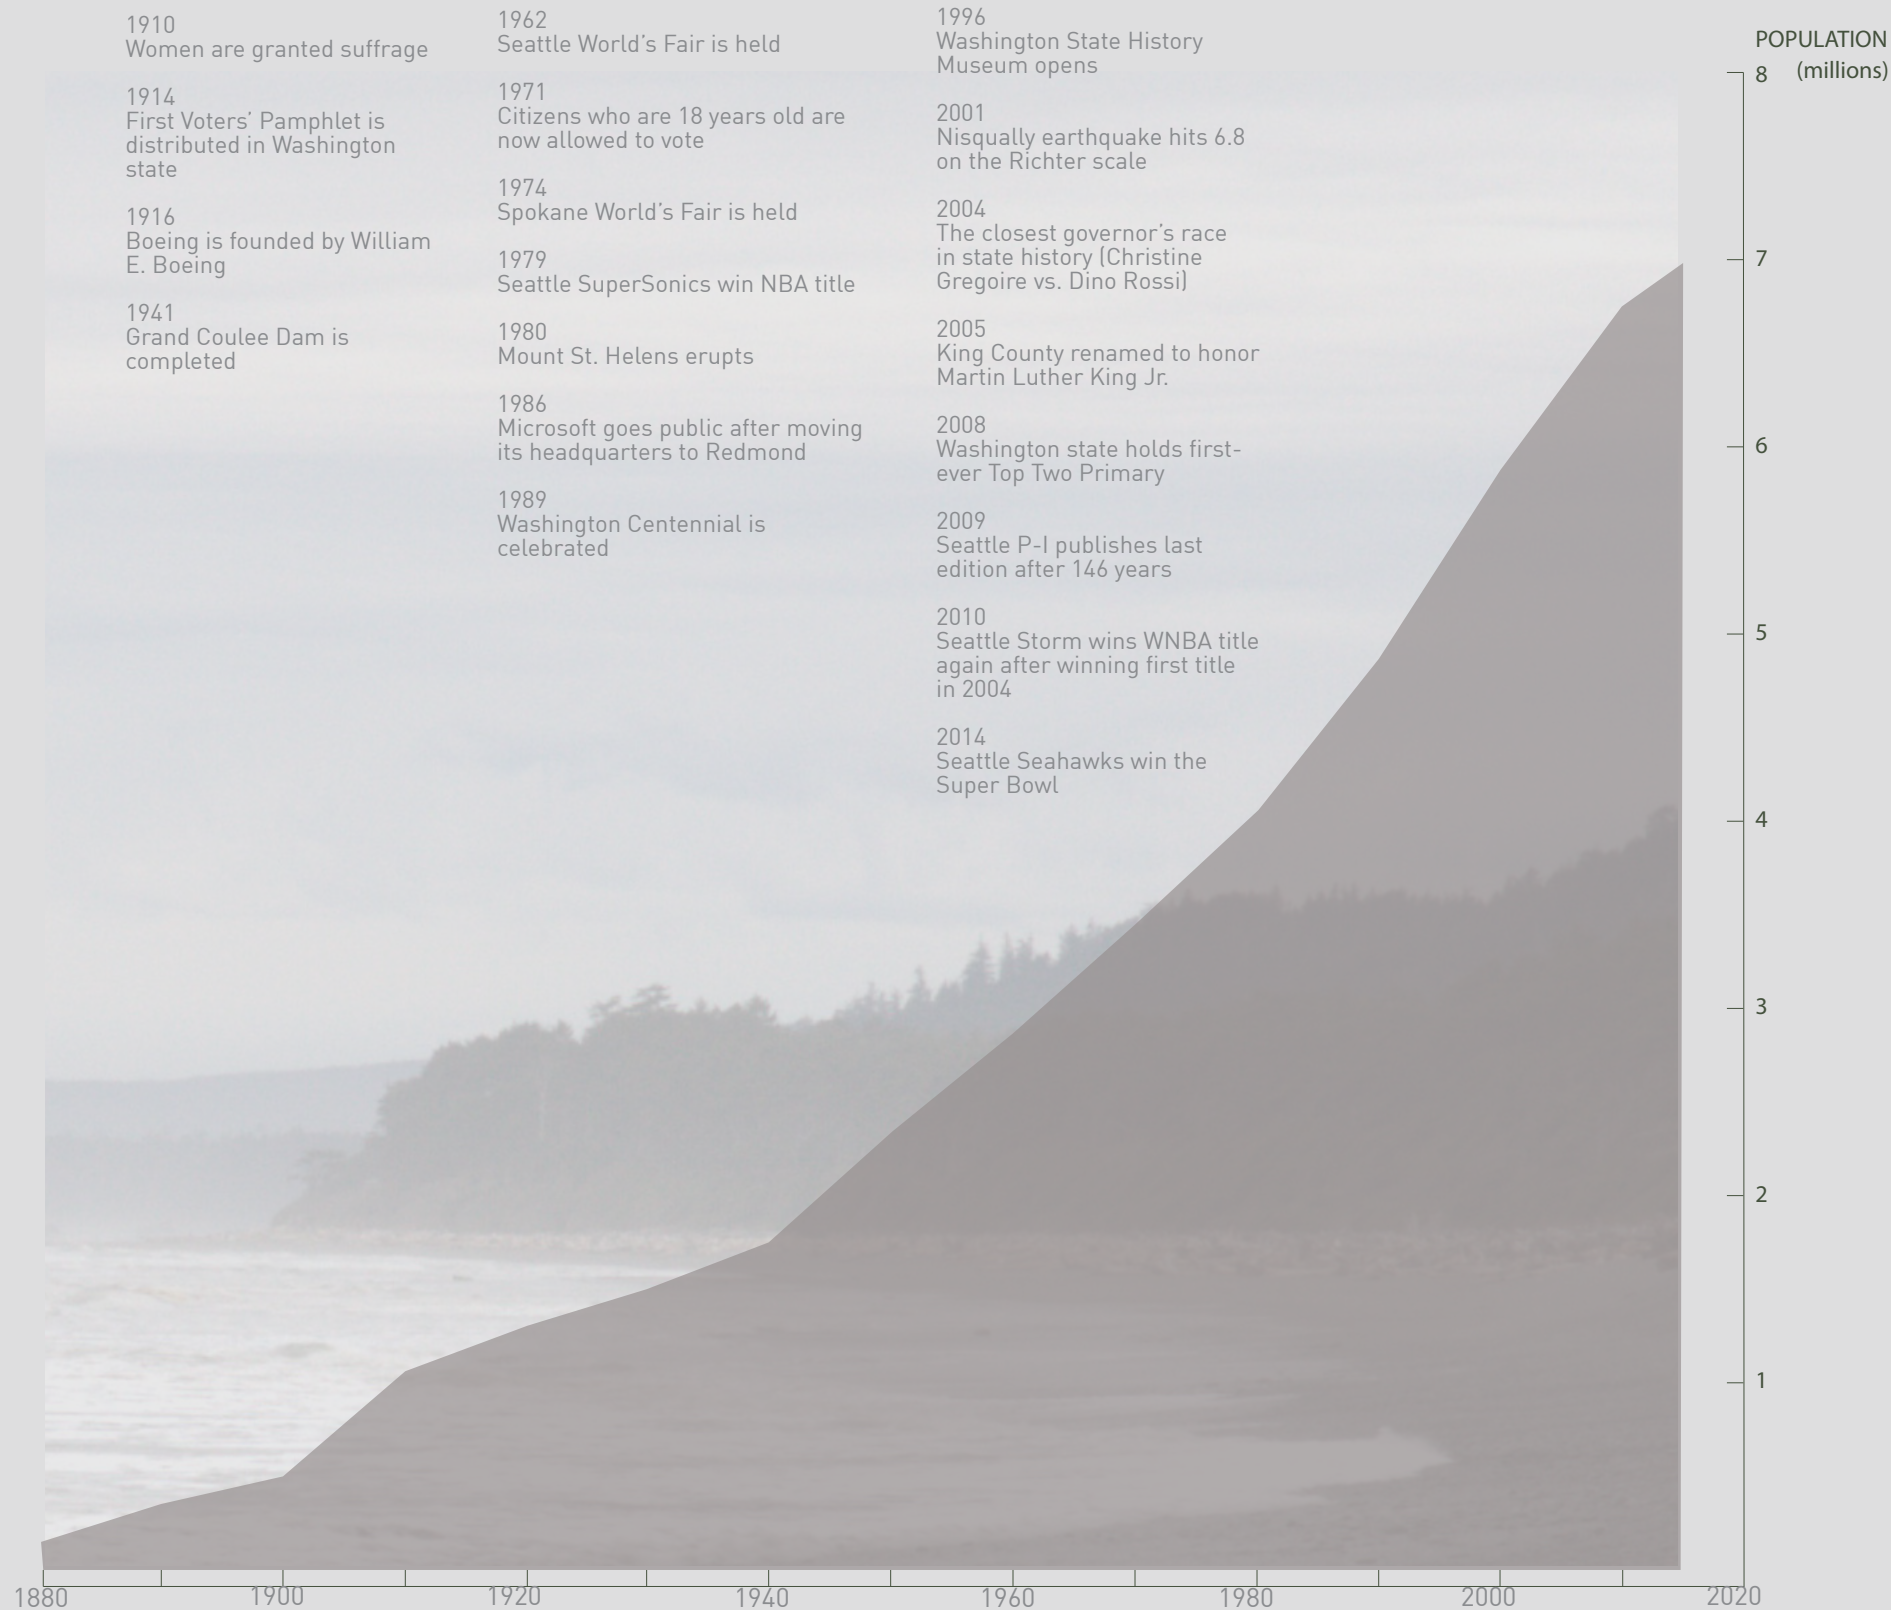 1910
Women are granted suffrage
1914
First Voters’ Pamphlet is
distributed in Washington
state
1916
Boeing is founded by William
E. Boeing
1941
Grand Coulee Dam is
completed
1962
Seattle World’s Fair is held
1971
Citizens who are 18 years old are
now allowed to vote
1974
Spokane World’s Fair is held
1979
Seattle SuperSonics win NBA title
1980
Mount St. Helens erupts
1986
Microsoft goes public after moving
its headquarters to Redmond
1989
Washington Centennial is
celebrated
1996
Washington State History
Museum opens
2001
Nisqually earthquake hits 6.8
on the Richter scale
2004
The closest governor’s race
in state history (Christine
Gregoire vs. Dino Rossi)
2005
King County renamed to honor
Martin Luther King Jr.
2008
Washington state holds first-
ever Top Two Primary
2009
Seattle P-I publishes last
edition after 146 years
2010
Seattle Storm wins WNBA title
again after winning first title
in 2004
2014
Seattle Seahawks win the
Super Bowl
POPULATION
(millions)
8
7
6
5
4
3
2
1
1880 1900 1920 1940 1960 1980 2000 2020